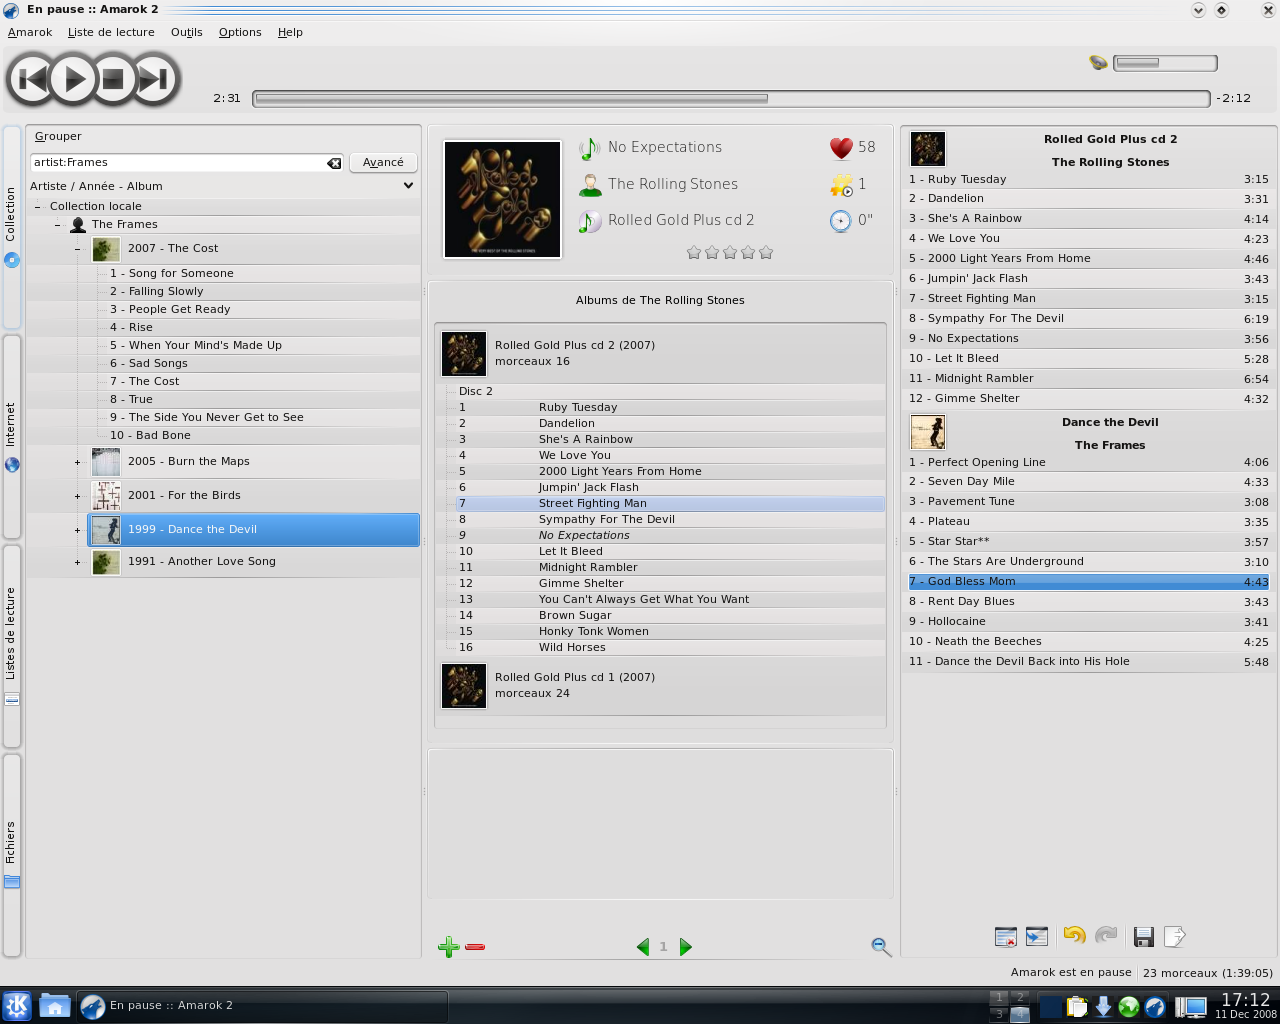 En pause :: Amarok 2
Amarok Liste de lecture Outils Options Help
2:31 -2:12
Collection
Internet
Listes de lecture
Fichiers
Grouper
artist:Frames Avancé
Artiste / Année - Album
Collection locale
The Frames
2007 - The Cost
1 - Song for Someone
2 - Falling Slowly
3 - People Get Ready
4 - Rise
5 - When Your Mind's Made Up
6 - Sad Songs
7 - The Cost
8 - True
9 - The Side You Never Get to See
10 - Bad Bone
2005 - Burn the Maps
2001 - For the Birds
1999 - Dance the Devil
1991 - Another Love Song
No Expectations 58
The Rolling Stones 1
Rolled Gold Plus cd 2 0"
Albums de The Rolling Stones
Rolled Gold Plus cd 2 (2007)
morceaux 16
Disc 2
1 Ruby Tuesday
2 Dandelion
3 She's A Rainbow
4 We Love You
5 2000 Light Years From Home
6 Jumpin' Jack Flash
7 Street Fighting Man
8 Sympathy For The Devil
9 No Expectations
10 Let It Bleed
11 Midnight Rambler
12 Gimme Shelter
13 You Can't Always Get What You Want
14 Brown Sugar
15 Honky Tonk Women
16 Wild Horses
Rolled Gold Plus cd 1 (2007)
morceaux 24
1
Rolled Gold Plus cd 2
The Rolling Stones
1 - Ruby Tuesday 3:15
2 - Dandelion 3:31
3 - She's A Rainbow 4:14
4 - We Love You 4:23
5 - 2000 Light Years From Home 4:46
6 - Jumpin' Jack Flash 3:43
7 - Street Fighting Man 3:15
8 - Sympathy For The Devil 6:19
9 - No Expectations 3:56
10 - Let It Bleed 5:28
11 - Midnight Rambler 6:54
12 - Gimme Shelter 4:32
Dance the Devil
The Frames
1 - Perfect Opening Line 4:06
2 - Seven Day Mile 4:33
3 - Pavement Tune 3:08
4 - Plateau 3:35
5 - Star Star** 3:57
6 - The Stars Are Underground 3:10
7 - God Bless Mom 4:43
8 - Rent Day Blues 3:43
9 - Hollocaine 3:41
10 - Neath the Beeches 4:25
11 - Dance the Devil Back into His Hole 5:48
Amarok est en pause 23 morceaux (1:39:05)
En pause :: Amarok 2
1 2
3 4
17:12
11 Dec 2008